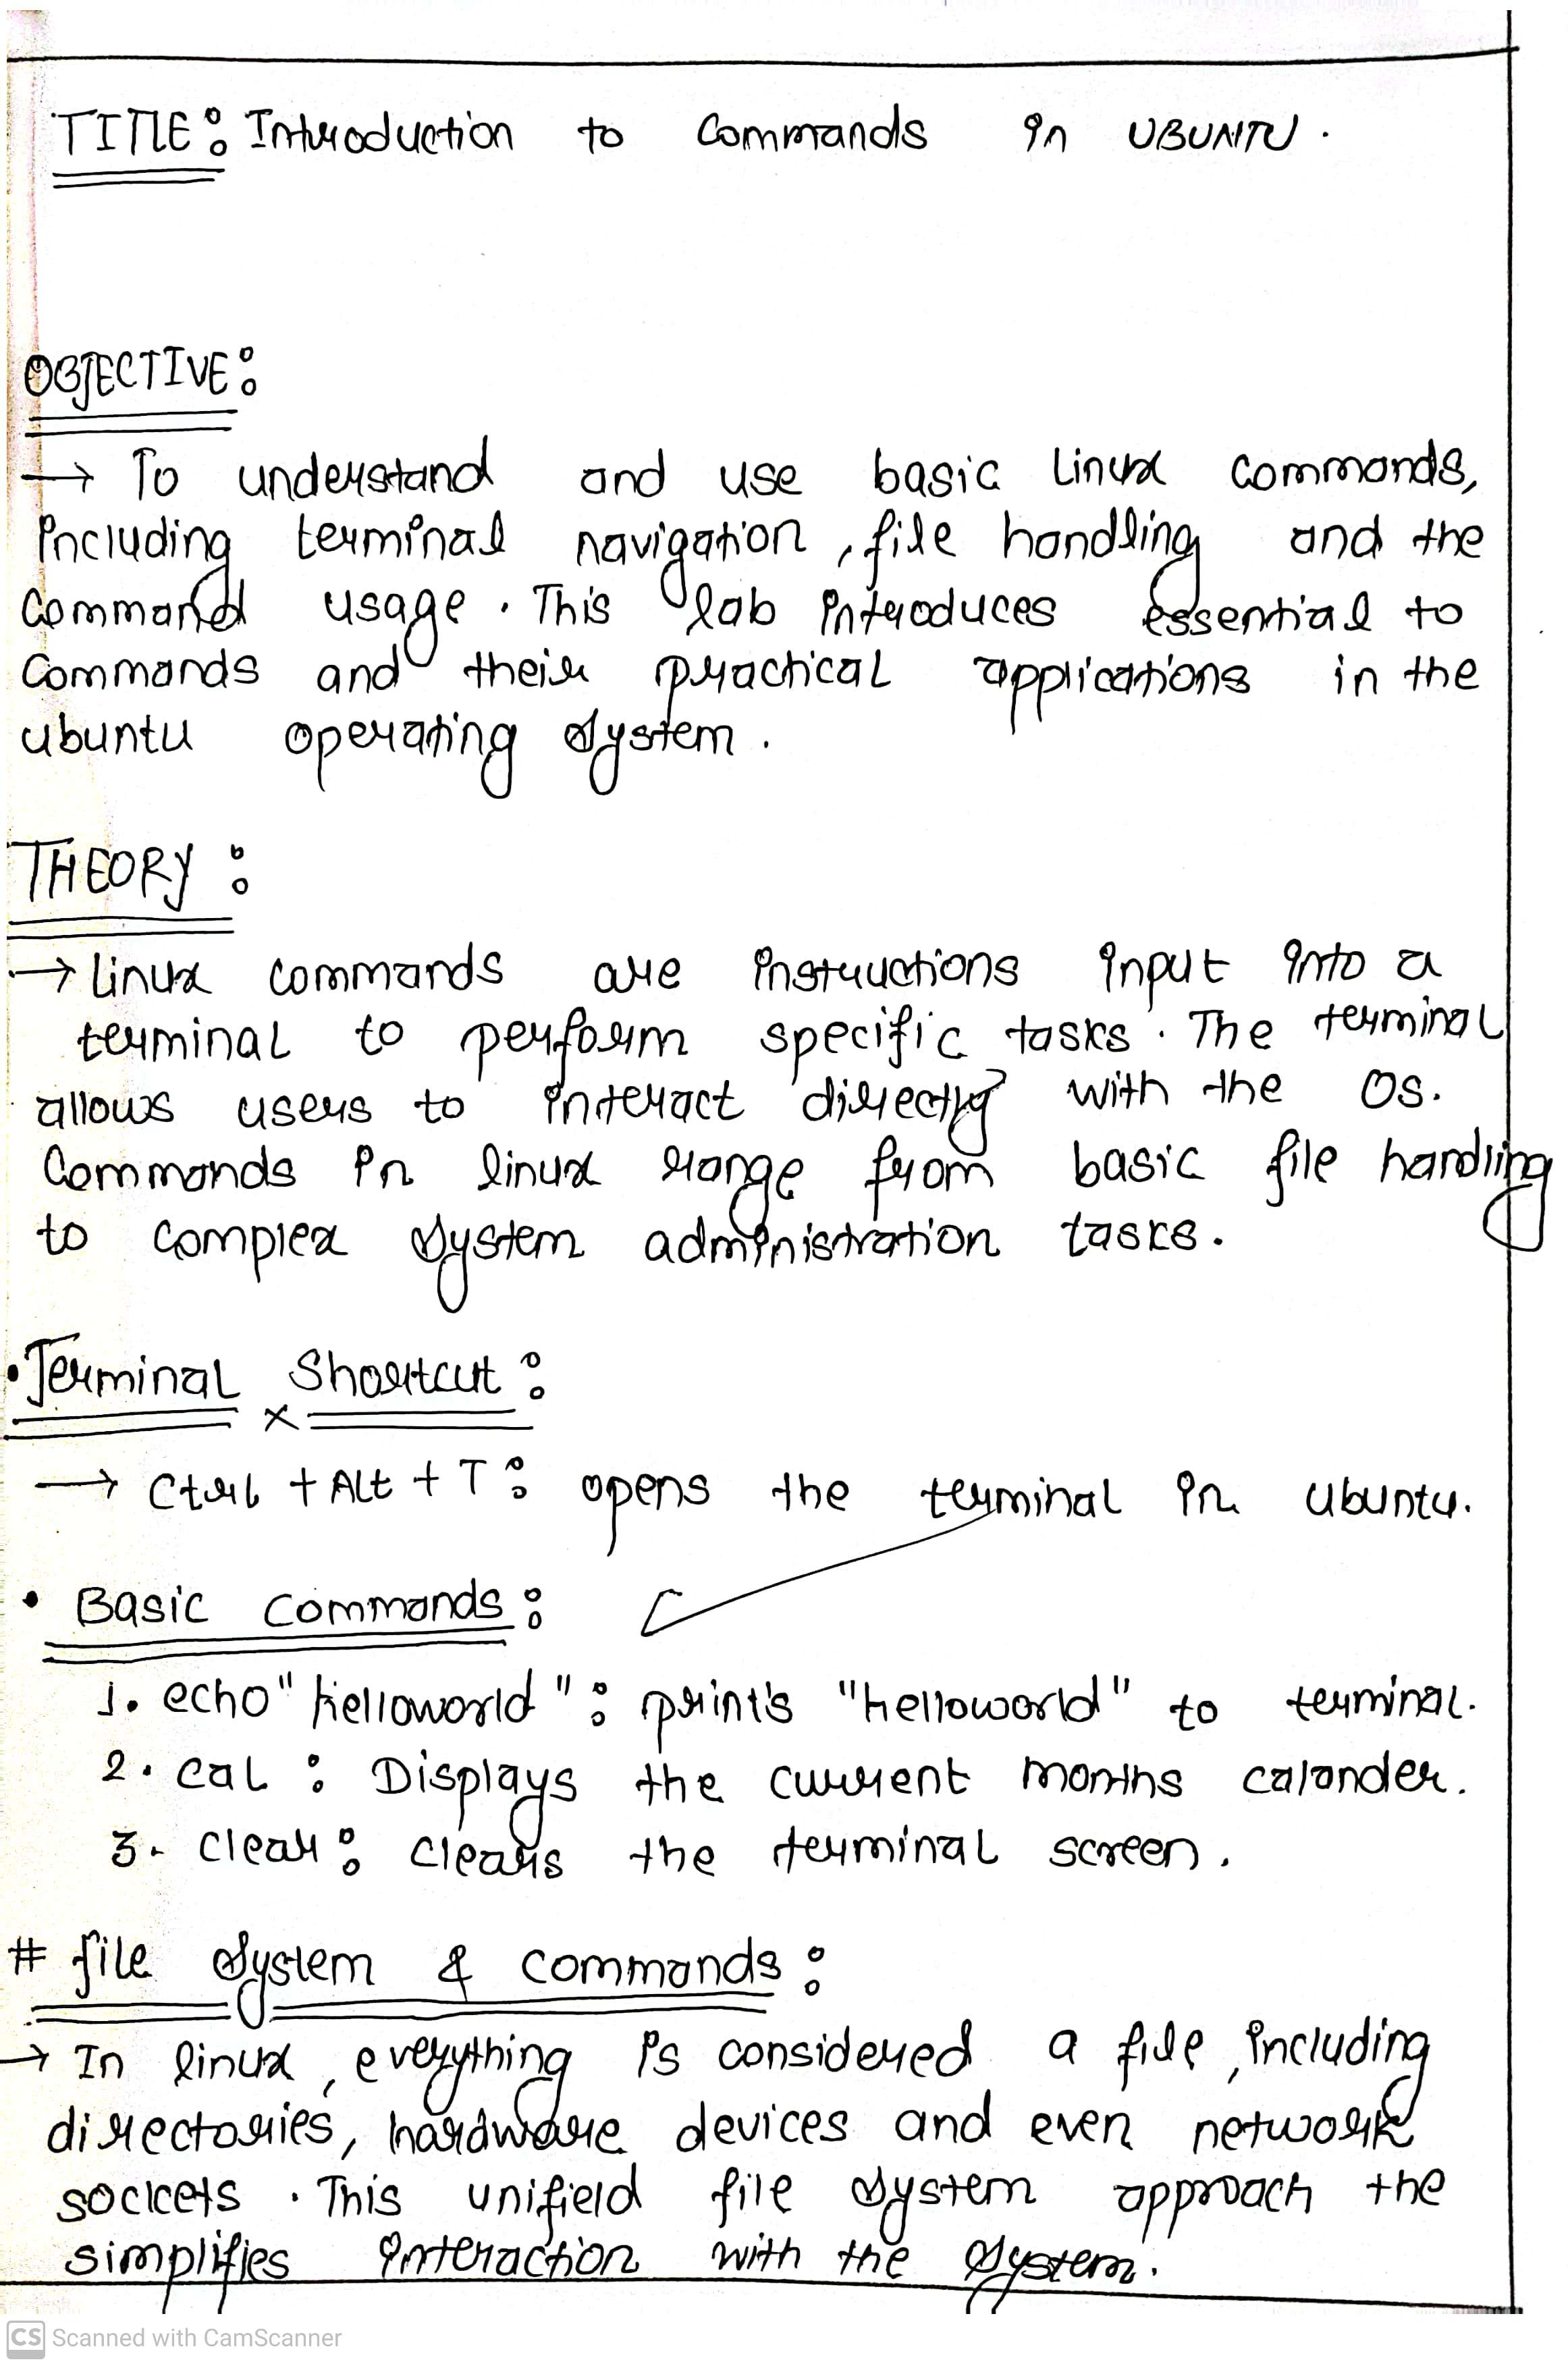 TITLE: Introduction to Commands in UBUNTU.
OBJECTIVE:
→ To understand and use basic Linux commands,
including terminal navigation, file handling and the
command usage. This lab introduces essential to
Commands and their practical applications in the
ubuntu operating system.
THEORY:
→ linux commands are instructions input into a
terminal to perform specific tasks. The terminal
allows users to interact directly with the OS.
Commands in linux range from basic file handling
to complex system administration tasks.
• Terminal Shortcut:
→ Ctrl + Alt + T: opens the terminal in ubuntu.
• Basic commands:
1. echo "helloworld": print's "helloworld" to terminal.
2. cal: Displays the current months calander.
3. clear: clears the terminal screen.
# file system & commands:
→ In linux, everything is considered a file, including
directories, hardware devices and even network
sockets. This unifield file system approach the
simplifies interaction with the system.
CS Scanned with CamScanner